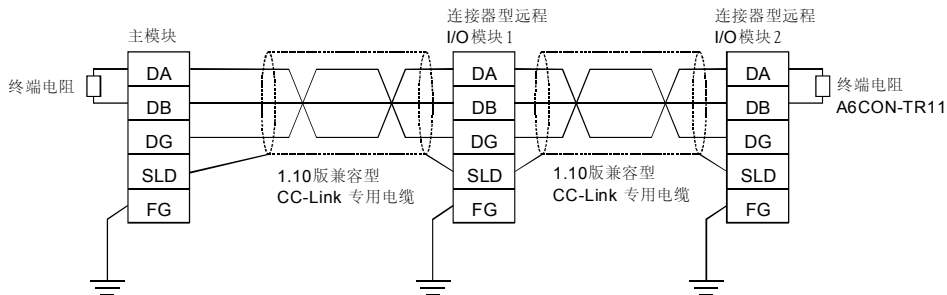 主模块
连接器型远程
I/O模块1
连接器型远程
I/O模块2
终端电阻
DA
DB
DG
SLD
FG
1.10版兼容型
CC-Link 专用电缆
DA
DB
DG
SLD
FG
1.10版兼容型
CC-Link 专用电缆
DA
DB
DG
SLD
FG
终端电阻
A6CON-TR11